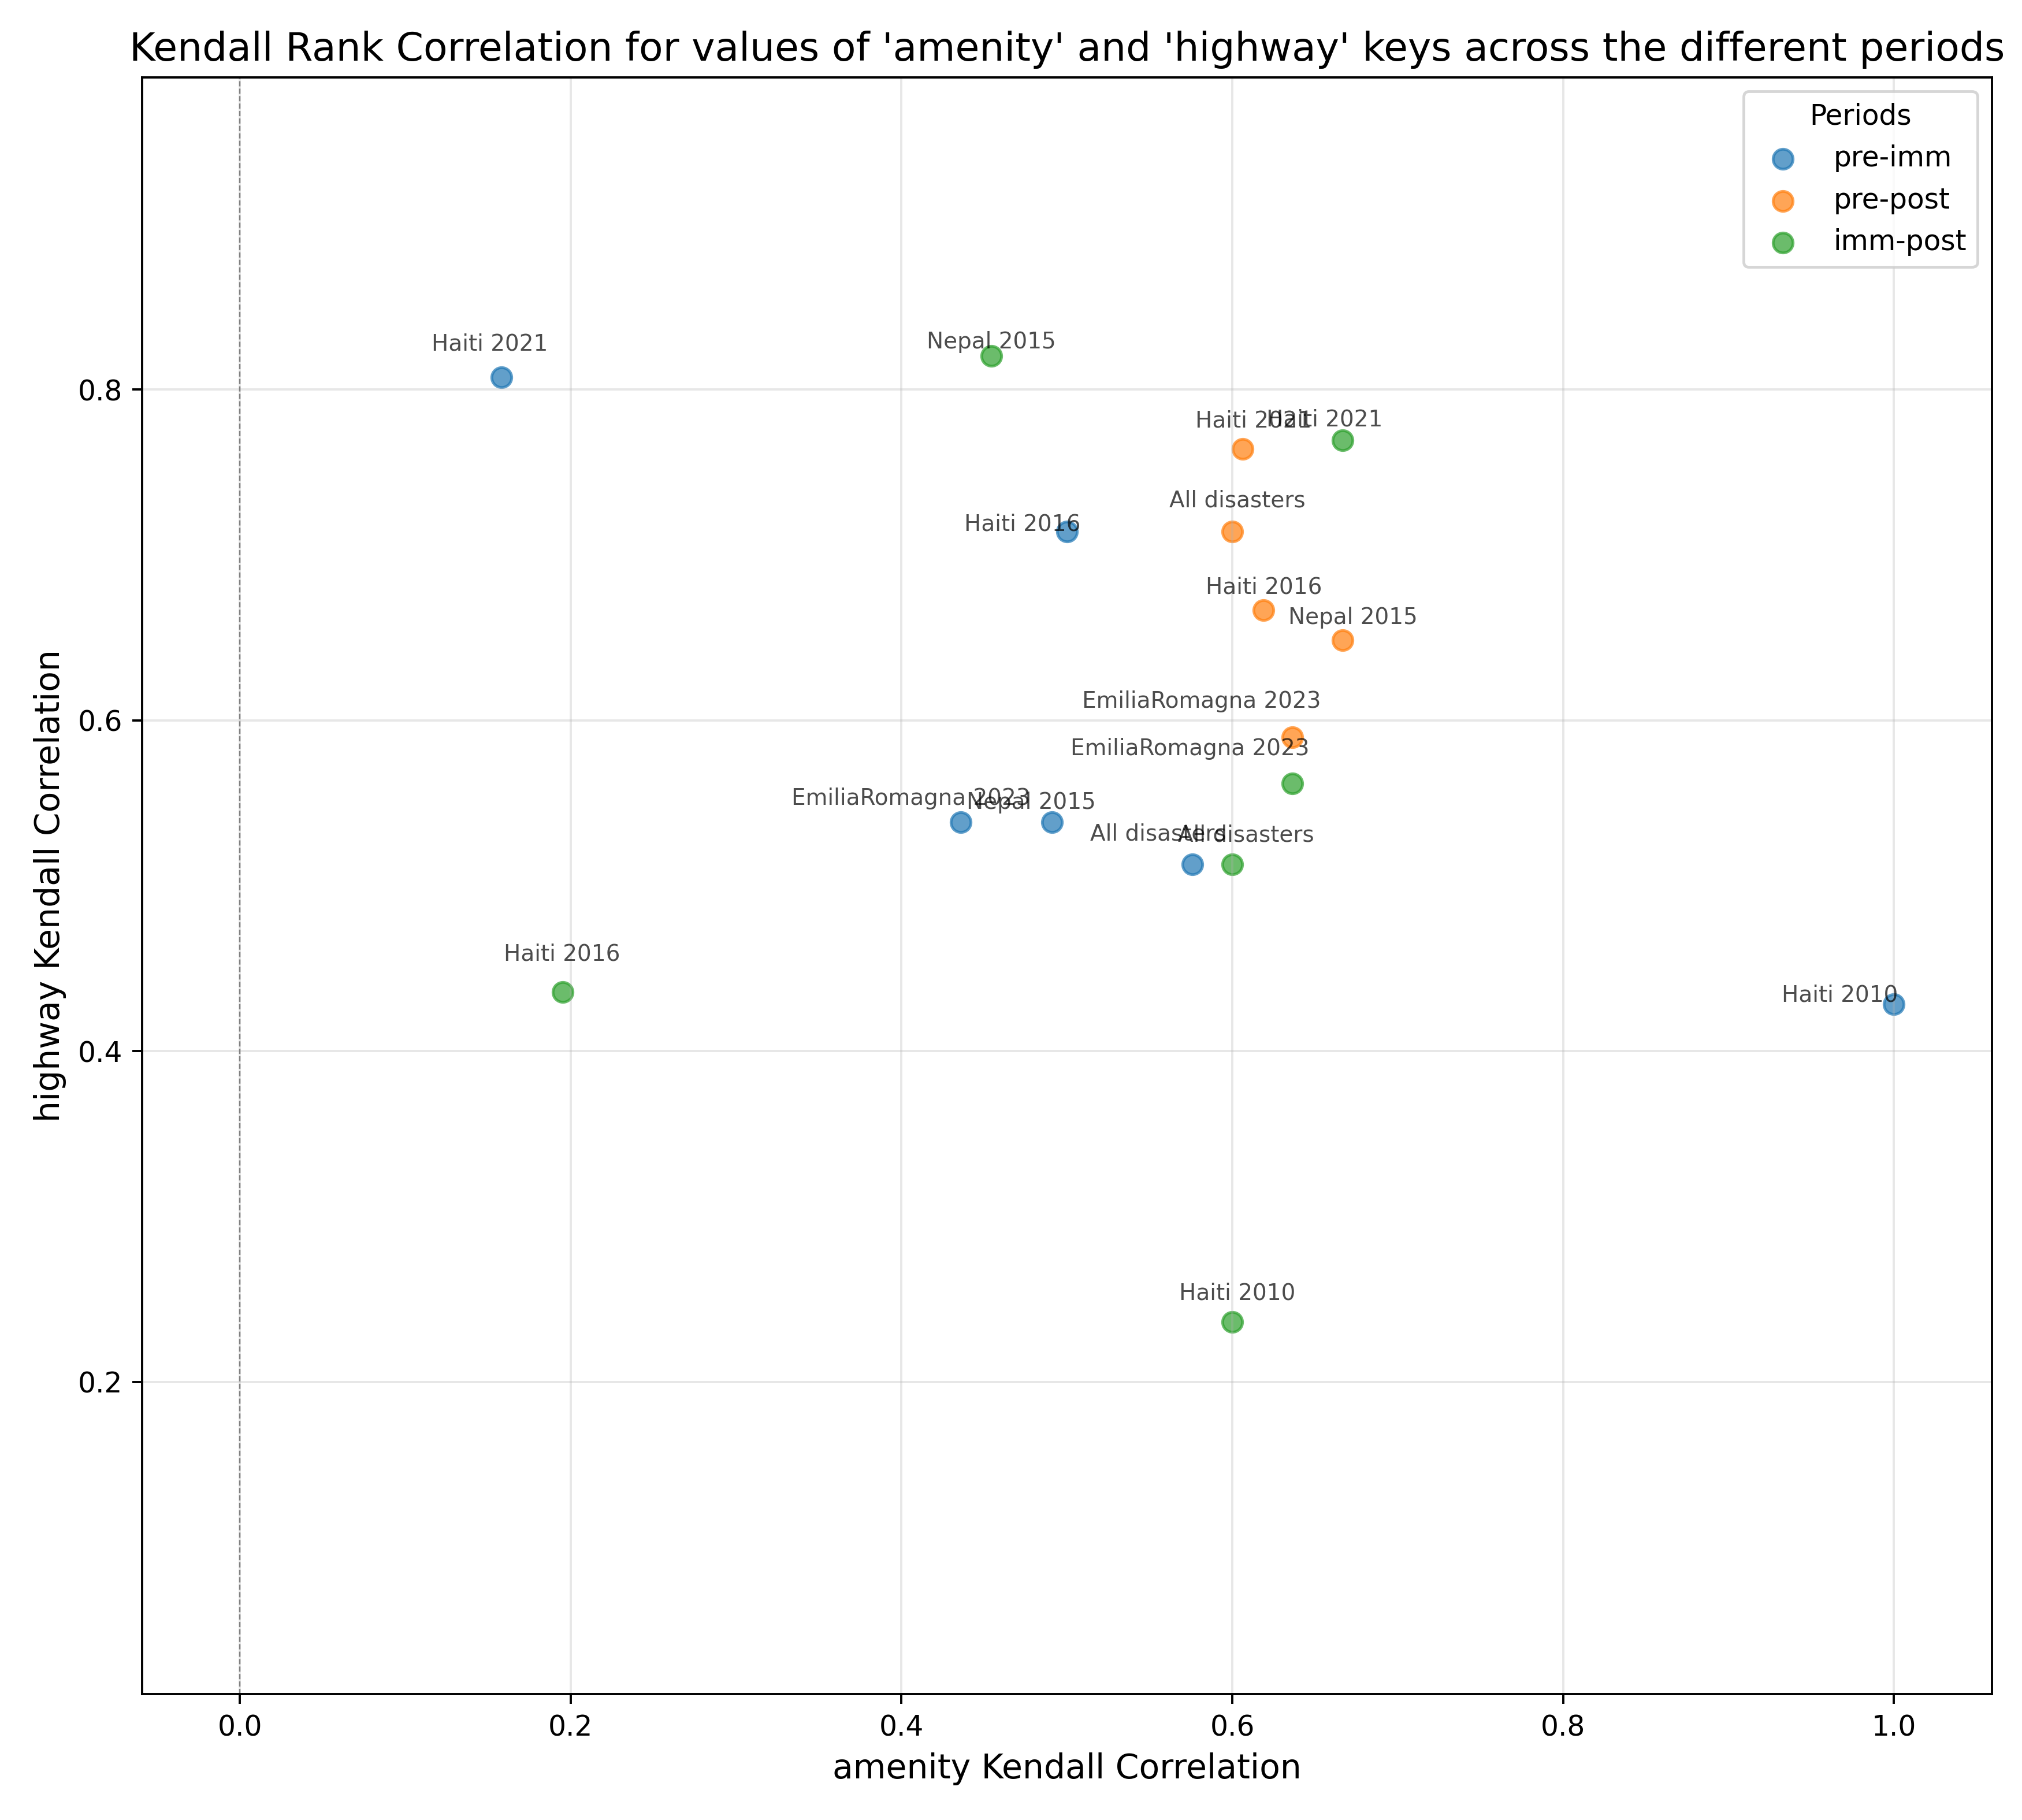 Kendall Rank Correlation for values of 'amenity' and 'highway' keys across the different periods
Periods
pre-imm
pre-post
imm-post
Haiti 2021
Nepal 2015
Haiti 2021
Haiti 2021
All disasters
Haiti 2016
Haiti 2016
Nepal 2015
EmiliaRomagna 2023
EmiliaRomagna 2023
EmiliaRomagna 2023
Nepal 2015
All disasters
All disasters
Haiti 2016
Haiti 2010
Haiti 2010
0.8
0.6
0.4
0.2
highway Kendall Correlation
0.0
0.2
0.4
0.6
0.8
1.0
amenity Kendall Correlation